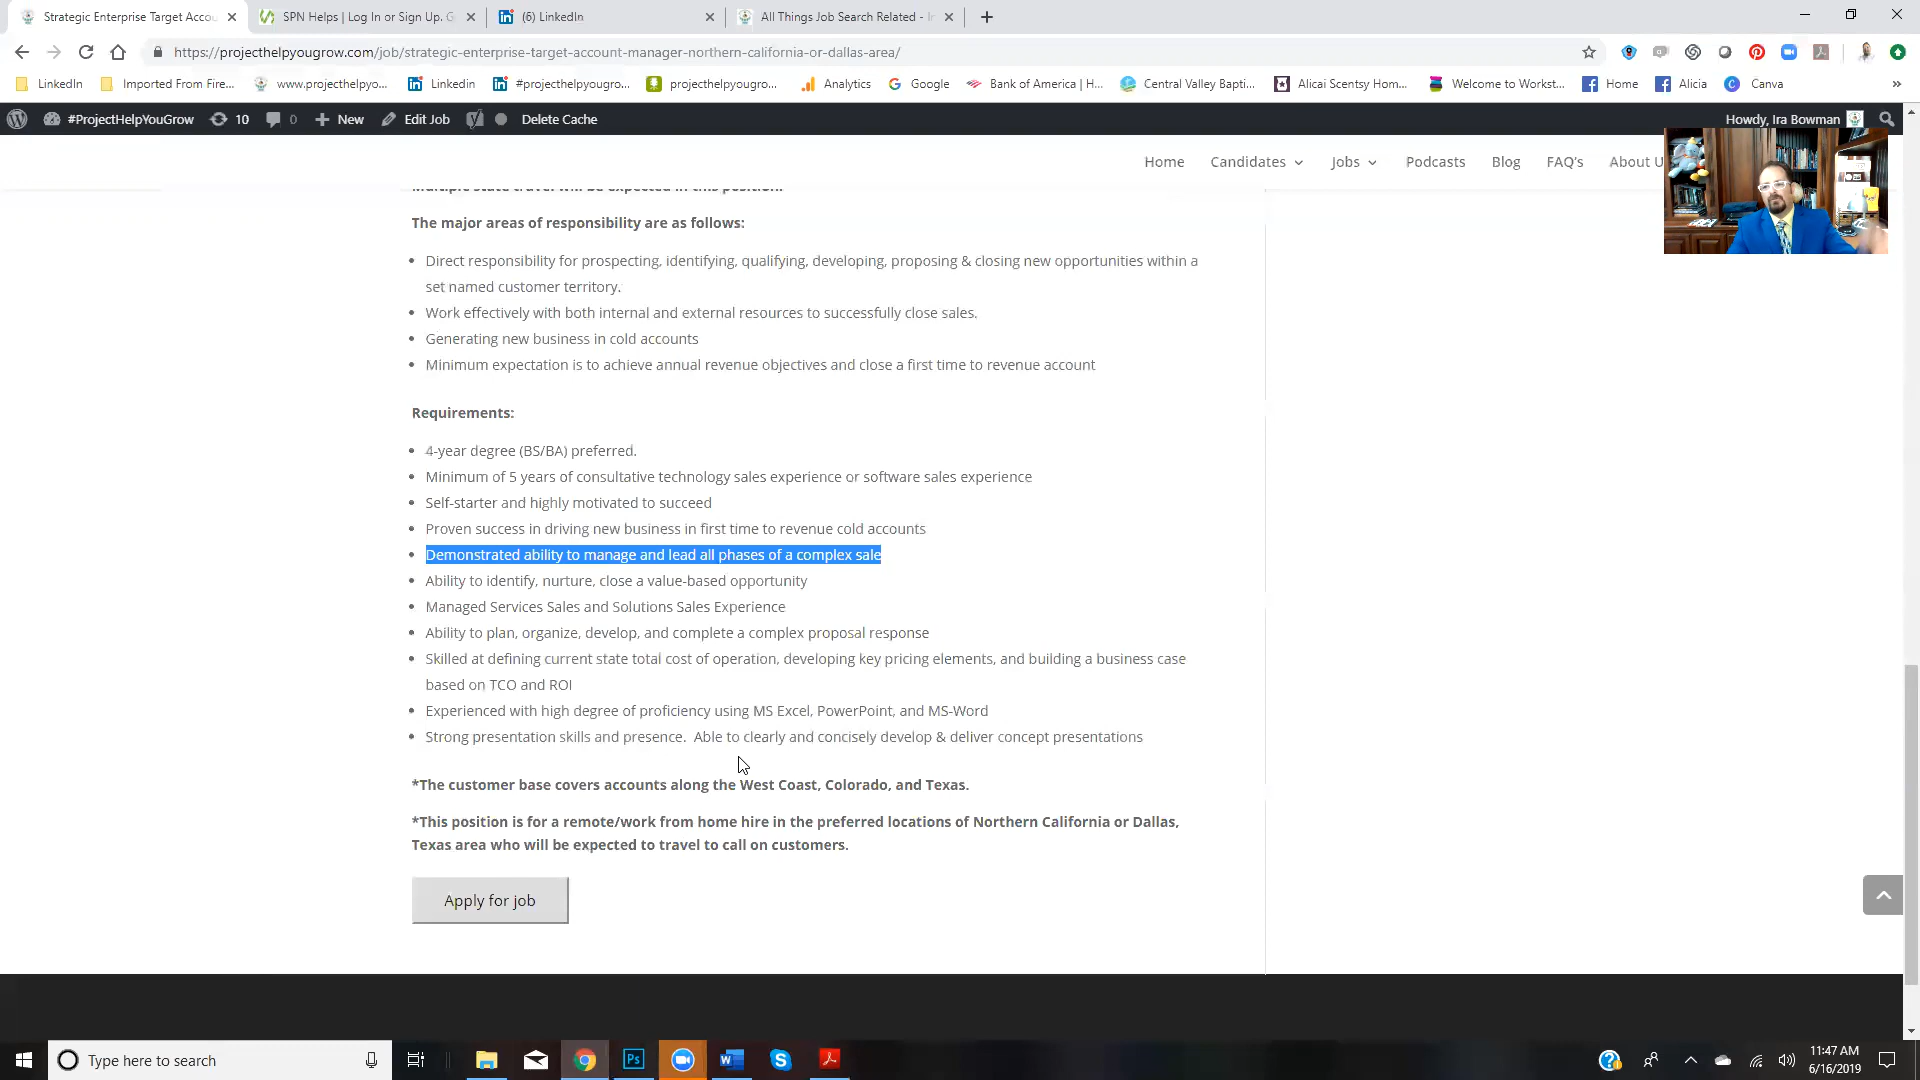 Strategic Enterprise Target Accou
SPN Helps | Log In or Sign Up. G
(6) LinkedIn
All Things Job Search Related - Ir
https://projecthelpyougrow.com/job/strategic-enterprise-target-account-manager-northern-california-or-dallas-area/
LinkedIn
Imported From Fire...
www.projecthelpyo...
Linkedin
#projecthelpyougro...
projecthelpyougro...
Analytics
Google
Bank of America | H...
Central Valley Bapti...
Alicai Scentsy Hom...
Welcome to Workst...
Home
Alicia
Canva
#ProjectHelpYouGrow
10
0
New
Edit Job
Delete Cache
Howdy, Ira Bowman
Home
Candidates
Jobs
Podcasts
Blog
FAQ's
About U
Multiple state travel will be expected in this position.
The major areas of responsibility are as follows:
Direct responsibility for prospecting, identifying, qualifying, developing, proposing & closing new opportunities within a
set named customer territory.
Work effectively with both internal and external resources to successfully close sales.
Generating new business in cold accounts
Minimum expectation is to achieve annual revenue objectives and close a first time to revenue account
Requirements:
4-year degree (BS/BA) preferred.
Minimum of 5 years of consultative technology sales experience or software sales experience
Self-starter and highly motivated to succeed
Proven success in driving new business in first time to revenue cold accounts
Demonstrated ability to manage and lead all phases of a complex sale
Ability to identify, nurture, close a value-based opportunity
Managed Services Sales and Solutions Sales Experience
Ability to plan, organize, develop, and complete a complex proposal response
Skilled at defining current state total cost of operation, developing key pricing elements, and building a business case
based on TCO and ROI
Experienced with high degree of proficiency using MS Excel, PowerPoint, and MS-Word
Strong presentation skills and presence. Able to clearly and concisely develop & deliver concept presentations
*The customer base covers accounts along the West Coast, Colorado, and Texas.
*This position is for a remote/work from home hire in the preferred locations of Northern California or Dallas,
Texas area who will be expected to travel to call on customers.
Apply for job
Type here to search
11:47 AM
6/16/2019